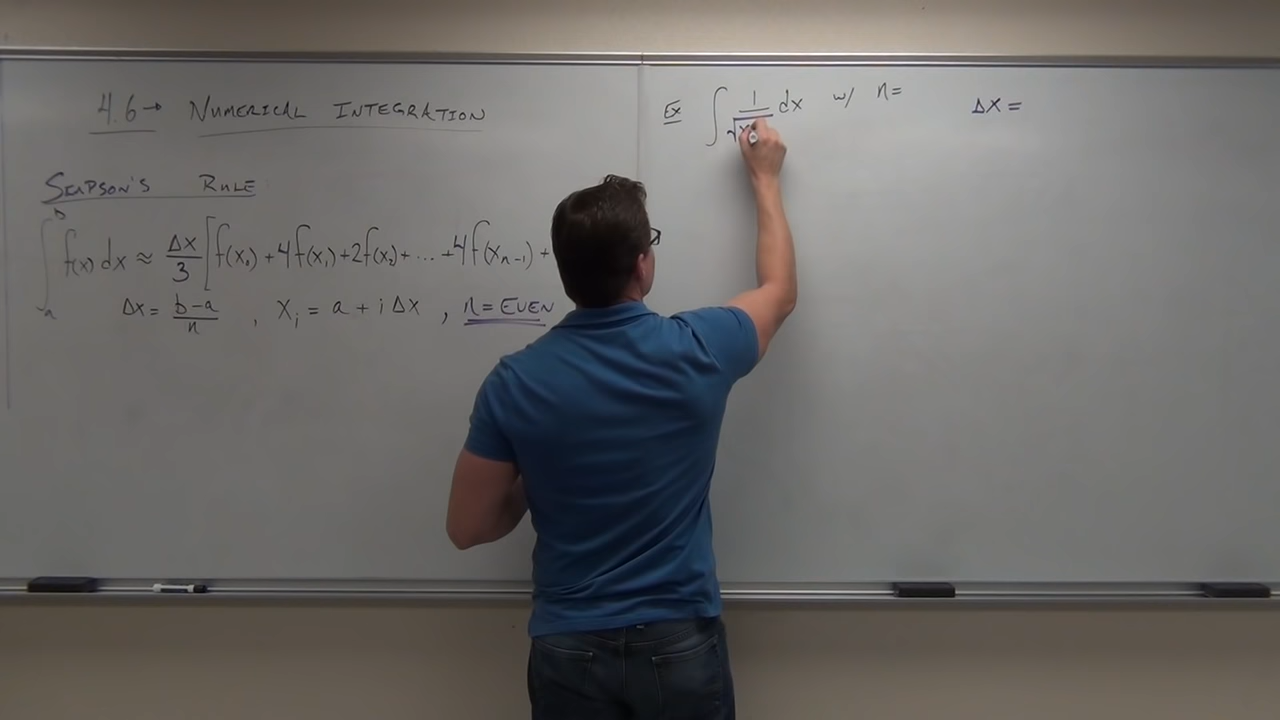 4.6 → NUMERICAL INTEGRATION
SIMPSON'S RULE
∫ₐᵇ f(x) dx ≈ Δx/3 [f(x₀) + 4f(x₁) + 2f(x₂) + ... + 4f(xₙ₋₁) +
Δx = b-a/n , xᵢ = a + i Δx , n = EVEN
Ex ∫ 1/√x dx w/ n= Δx =